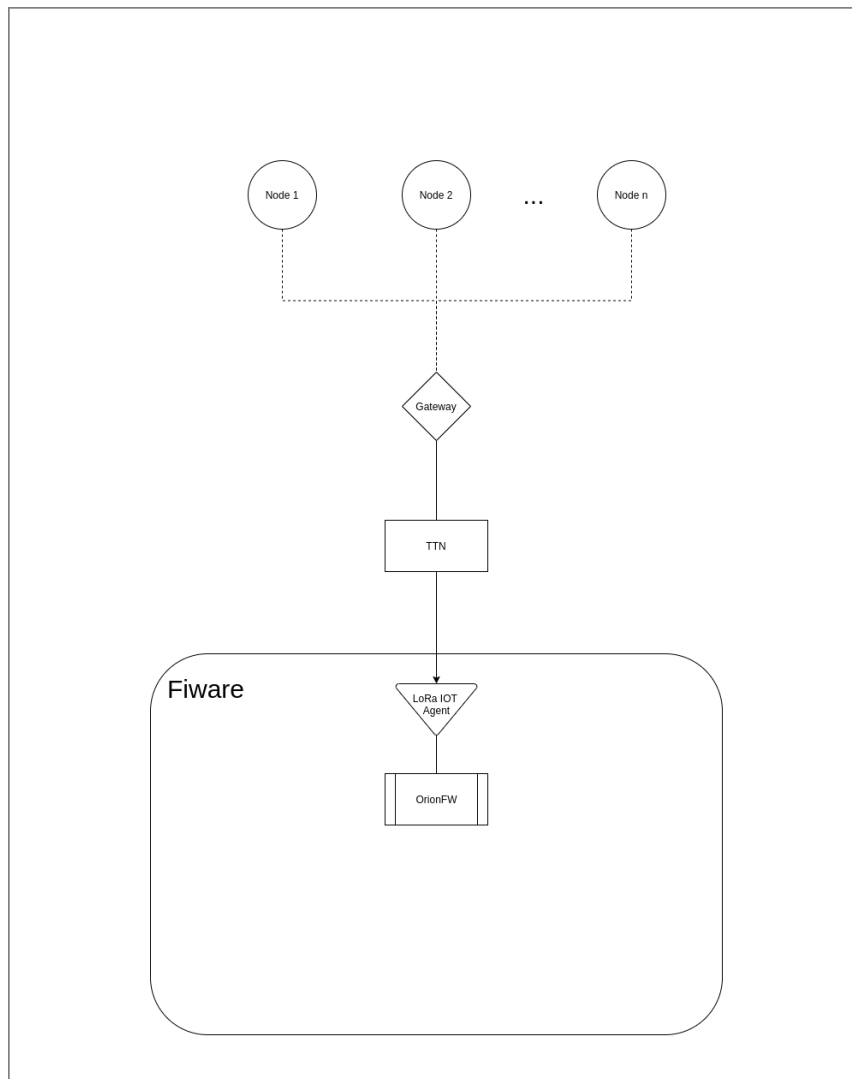 Node 1
Node 2
...
Node n
Gateway
TTN
Fiware
LoRa IOT
Agent
OrionFW